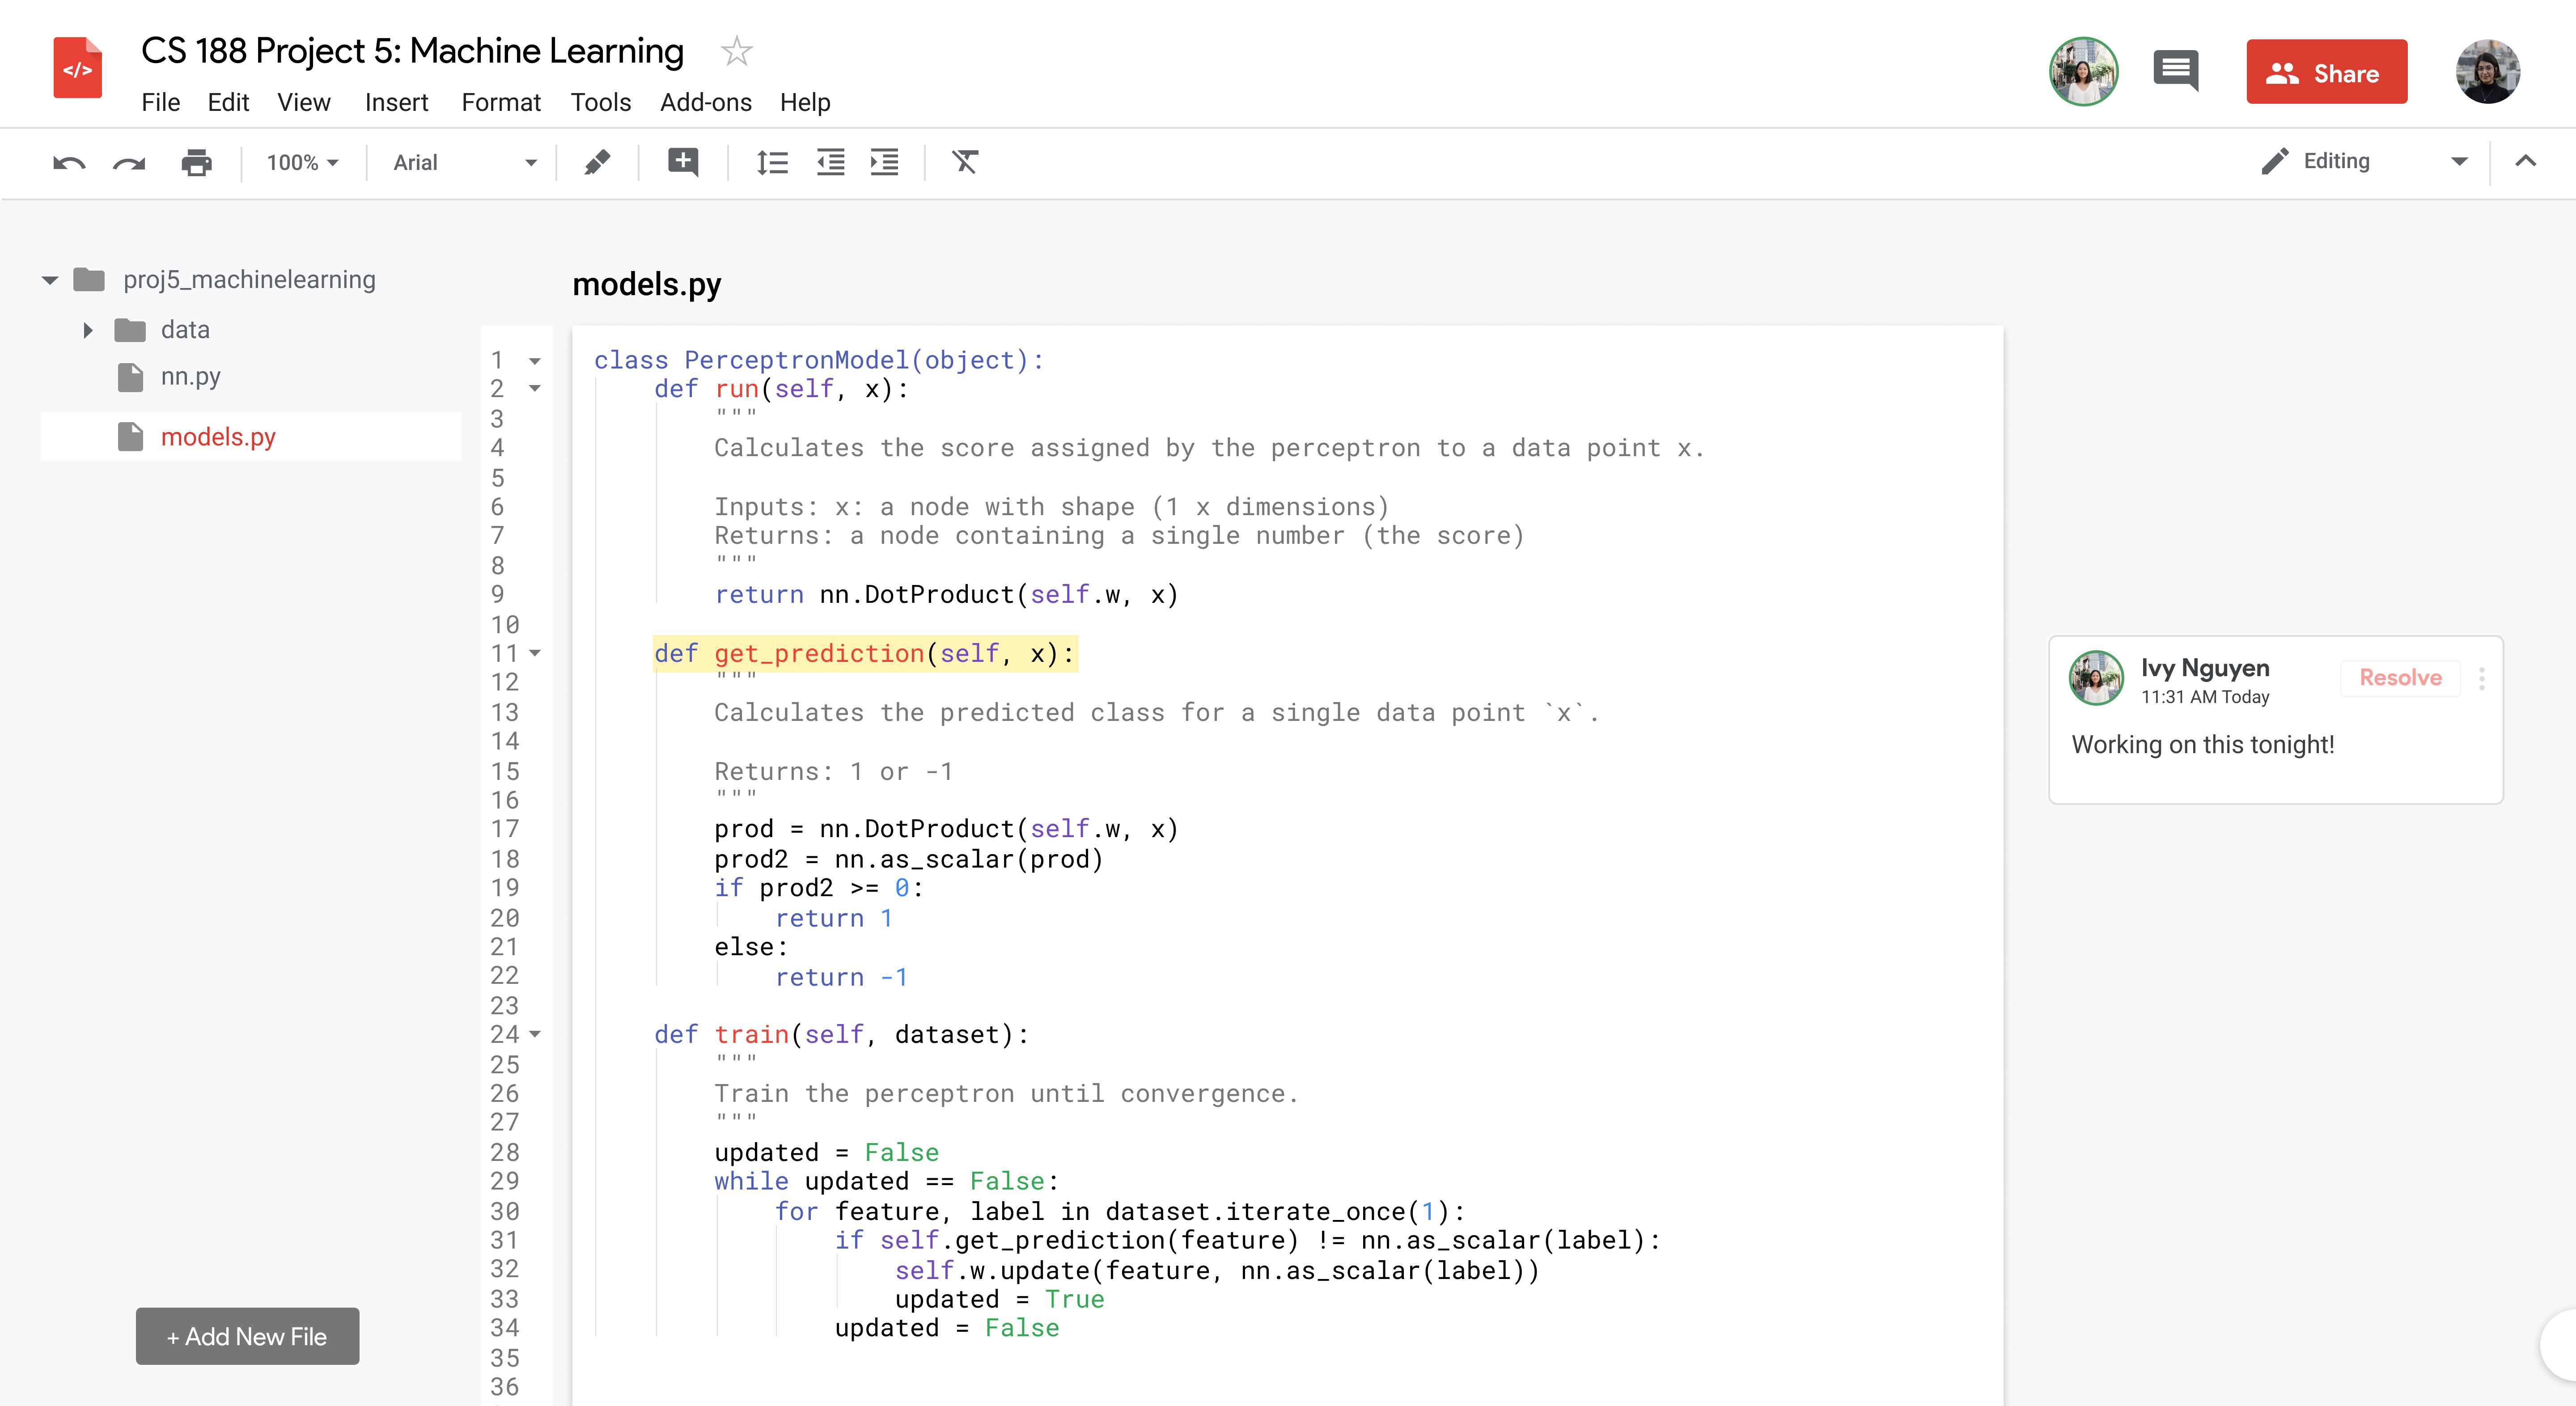 CS 188 Project 5: Machine Learning
</>
File Edit View Insert Format Tools Add-ons Help
Share
100% Arial
Editing
proj5_machinelearning
data
nn.py
models.py
+ Add New File
models.py
1 class PerceptronModel(object):
2     def run(self, x):
3         """
4         Calculates the score assigned by the perceptron to a data point x.
5
6         Inputs: x: a node with shape (1 x dimensions)
7         Returns: a node containing a single number (the score)
8         """
9         return nn.DotProduct(self.w, x)
10
11     def get_prediction(self, x):
12         """
13         Calculates the predicted class for a single data point `x`.
14
15         Returns: 1 or -1
16         """
17         prod = nn.DotProduct(self.w, x)
18         prod2 = nn.as_scalar(prod)
19         if prod2 >= 0:
20             return 1
21         else:
22             return -1
23
24     def train(self, dataset):
25         """
26         Train the perceptron until convergence.
27         """
28         updated = False
29         while updated == False:
30             for feature, label in dataset.iterate_once(1):
31                 if self.get_prediction(feature) != nn.as_scalar(label):
32                     self.w.update(feature, nn.as_scalar(label))
33                     updated = True
34                 updated = False
35
36
Ivy Nguyen
Resolve
11:31 AM Today
Working on this tonight!